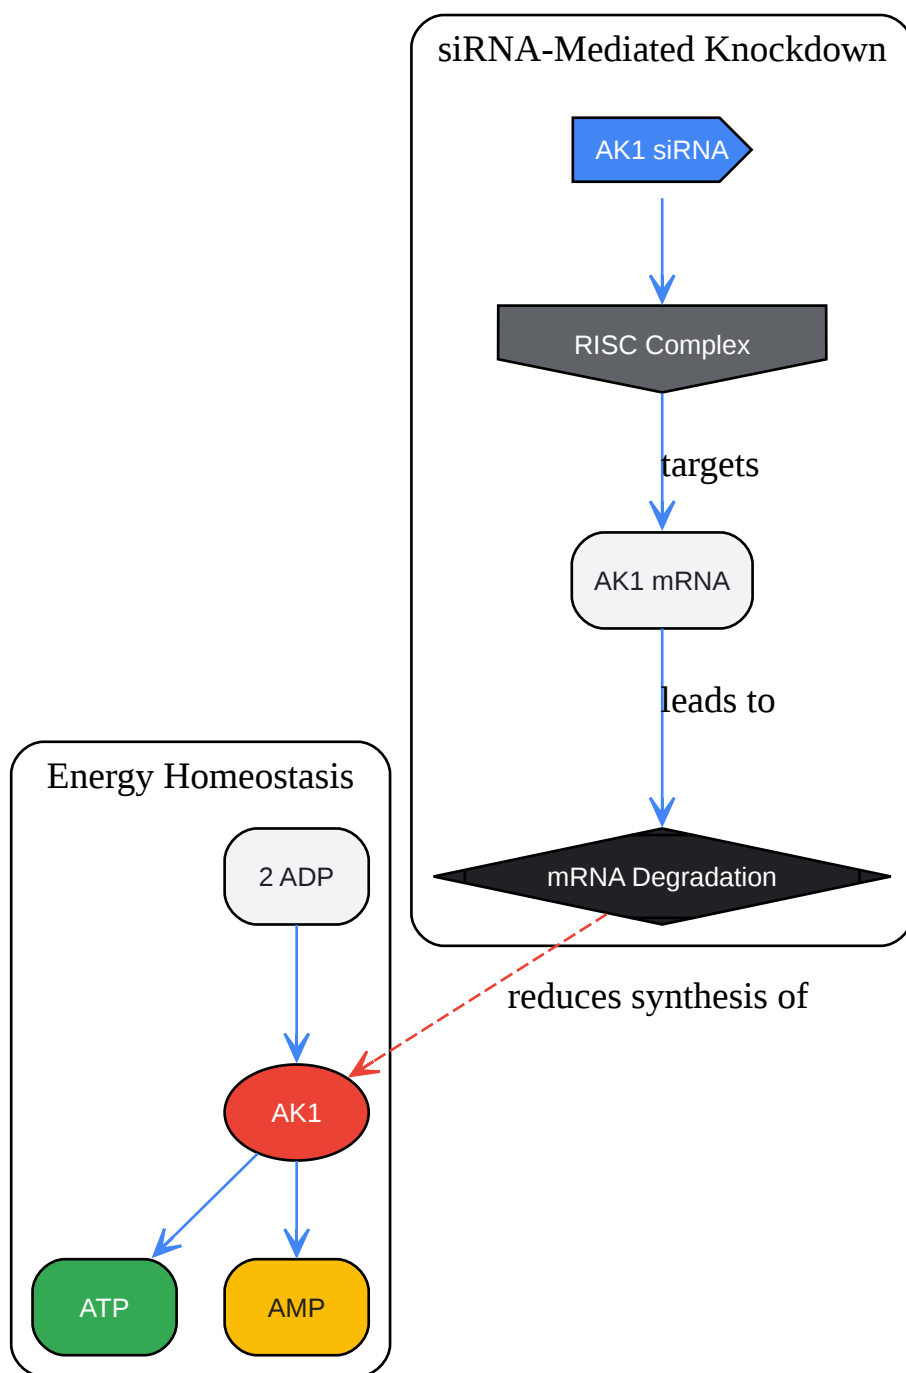 siRNA-Mediated Knockdown
AK1 siRNA
RISC Complex
targets
AK1 mRNA
leads to
mRNA Degradation
reduces synthesis of
Energy Homeostasis
2 ADP
AK1
ATP
AMP